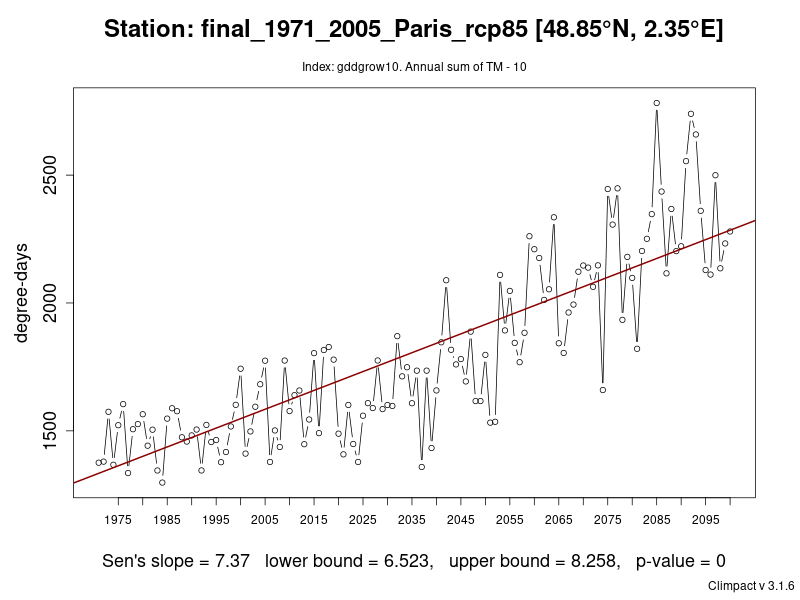 Station: final_1971_2005_Paris_rcp85 [48.85°N, 2.35°E]
Index: gddgrow10. Annual sum of TM - 10
degree-days
2500
2000
1500
1975 1985 1995 2005 2015 2025 2035 2045 2055 2065 2075 2085 2095
Sen's slope = 7.37 lower bound = 6.523, upper bound = 8.258, p-value = 0
Climpact v 3.1.6